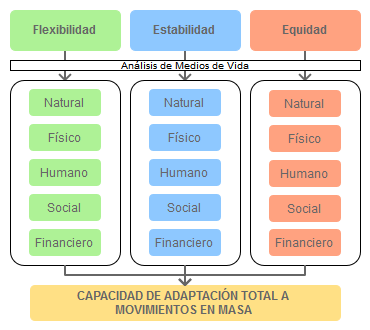 Flexibilidad Estabilidad Equidad
Análisis de Medios de Vida
Natural Natural Natural
Físico Físico Físico
Humano Humano Humano
Social Social Social
Financiero Financiero Financiero
CAPACIDAD DE ADAPTACIÓN TOTAL A
MOVIMIENTOS EN MASA